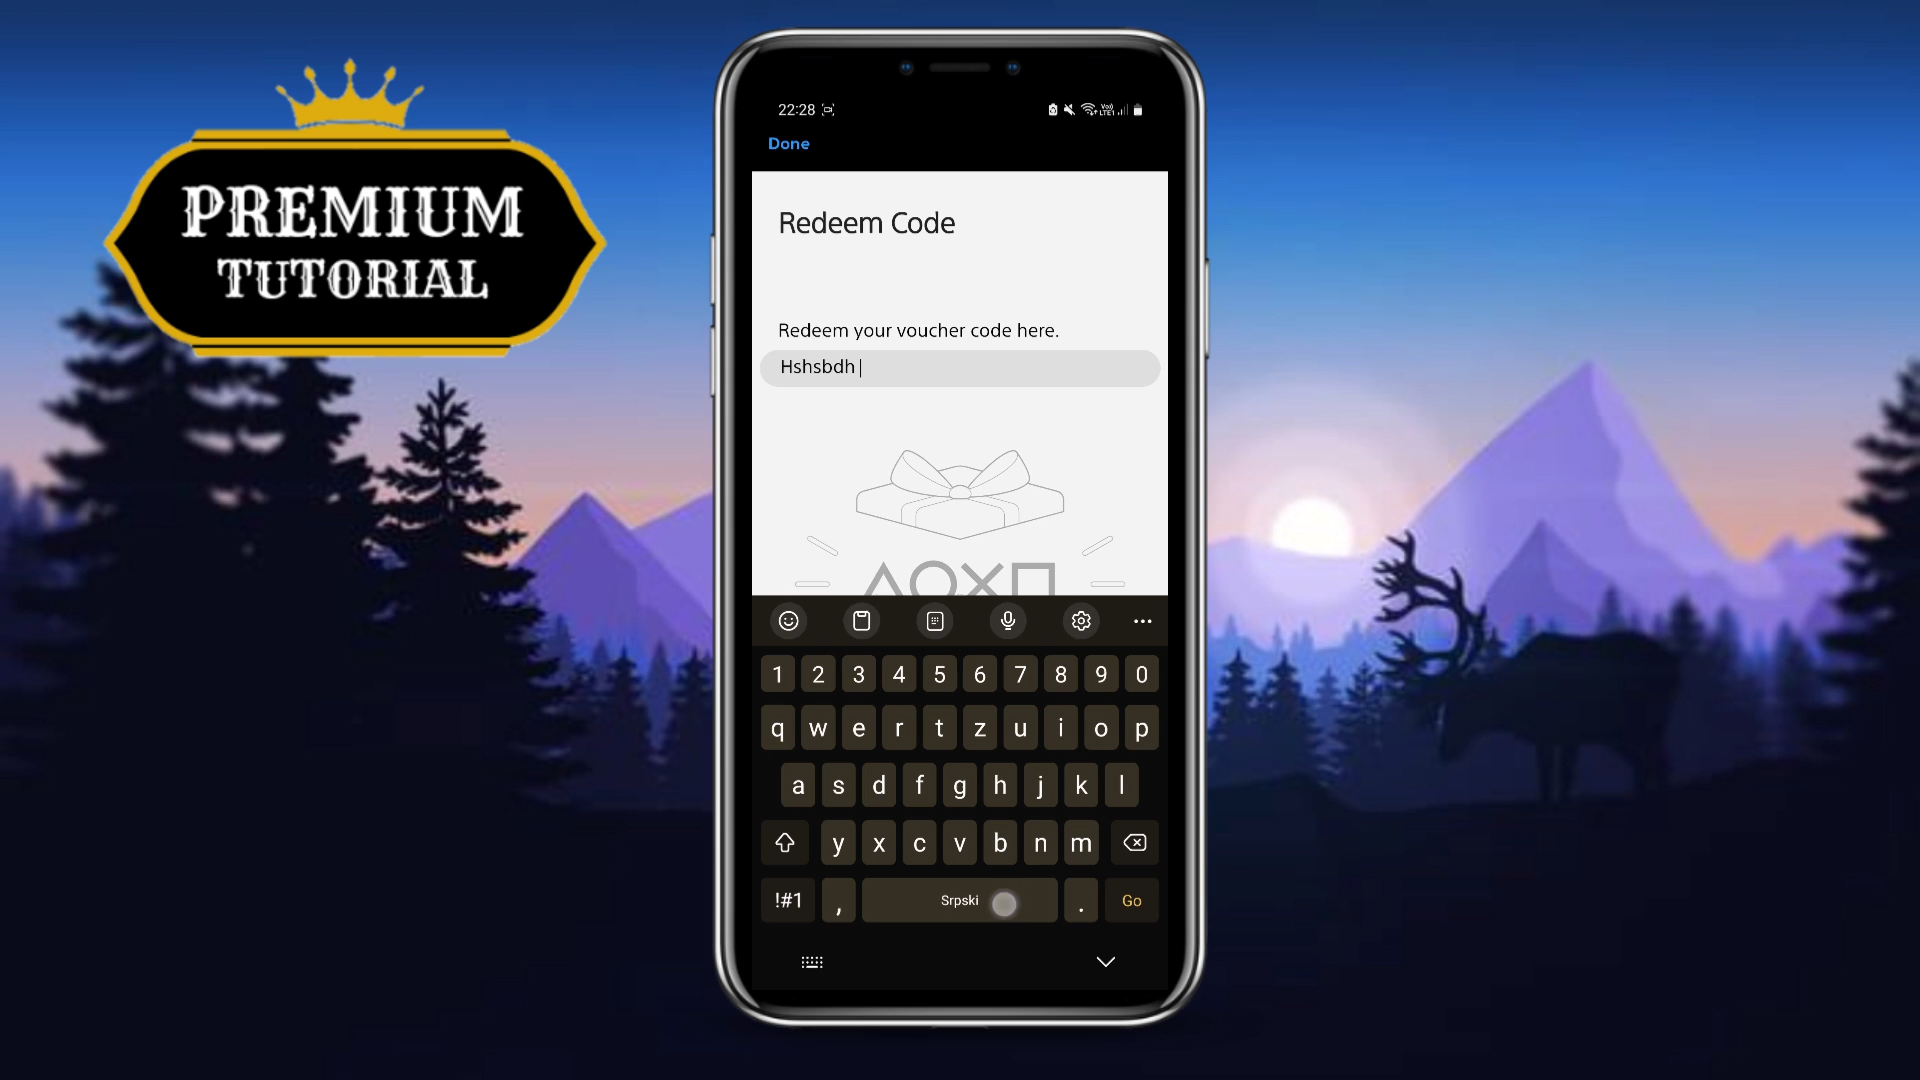 PREMIUM
TUTORIAL
22:28
Done
Redeem Code
Redeem your voucher code here.
Hshsbdh
1 2 3 4 5 6 7 8 9 0
q w e r t z u i o p
a s d f g h j k l
y x c v b n m
!#1 , Srpski . Go